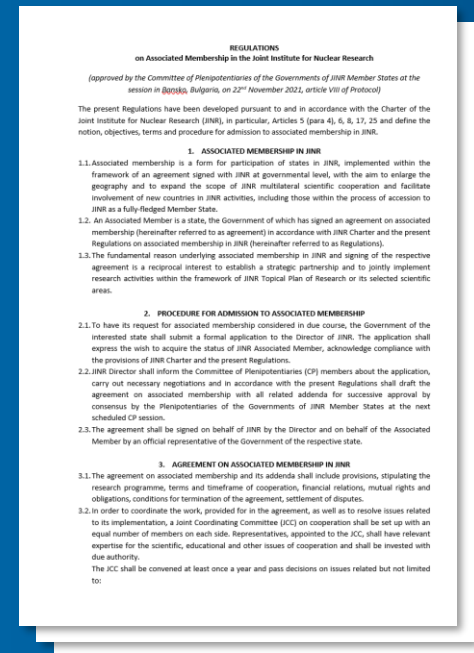 REGULATIONS
on Associated Membership in the Joint Institute for Nuclear Research
(approved by the Committee of Plenipotentiaries of the Governments of JINR Member States at the
session in Bansko, Bulgaria, on 22nd November 2021, article VIII of Protocol)
The present Regulations have been developed pursuant to and in accordance with the Charter of the
Joint Institute for Nuclear Research (JINR), in particular, Articles 5 (para 4), 6, 8, 17, 25 and define the
notion, objectives, terms and procedure for admission to associated membership in JINR.
1. ASSOCIATED MEMBERSHIP IN JINR
1.1. Associated membership is a form for participation of states in JINR, implemented within the
framework of an agreement signed with JINR at governmental level, with the aim to enlarge the
geography and to expand the scope of JINR multilateral scientific cooperation and facilitate
involvement of new countries in JINR activities, including those within the process of accession to
JINR as a fully-fledged Member State.
1.2. An Associated Member is a state, the Government of which has signed an agreement on associated
membership (hereinafter referred to as agreement) in accordance with JINR Charter and the present
Regulations on associated membership in JINR (hereinafter referred to as Regulations).
1.3. The fundamental reason underlying associated membership in JINR and signing of the respective
agreement is a reciprocal interest to establish a strategic partnership and to jointly implement
research activities within the framework of JINR Topical Plan of Research or its selected scientific
areas.
2. PROCEDURE FOR ADMISSION TO ASSOCIATED MEMBERSHIP
2.1. To have its request for associated membership considered in due course, the Government of the
interested state shall submit a formal application to the Director of JINR. The application shall
express the wish to acquire the status of JINR Associated Member, acknowledge compliance with
the provisions of JINR Charter and the present Regulations.
2.2. JINR Director shall inform the Committee of Plenipotentiaries (CP) members about the application,
carry out necessary negotiations and in accordance with the present Regulations shall draft the
agreement on associated membership with all related addenda for successive approval by
consensus by the Plenipotentiaries of the Governments of JINR Member States at the next
scheduled CP session.
2.3. The agreement shall be signed on behalf of JINR by the Director and on behalf of the Associated
Member by an official representative of the Government of the respective state.
3. AGREEMENT ON ASSOCIATED MEMBERSHIP IN JINR
3.1. The agreement on associated membership and its addenda shall include provisions, stipulating the
research programme, terms and timeframe of cooperation, financial relations, mutual rights and
obligations, conditions for termination of the agreement, settlement of disputes.
3.2. In order to coordinate the work, provided for in the agreement, as well as to resolve issues related
to its implementation, a Joint Coordinating Committee (JCC) on cooperation shall be set up with an
equal number of members on each side. Representatives, appointed to the JCC, shall have relevant
expertise for the scientific, educational and other issues of cooperation and shall be invested with
due authority.
The JCC shall be convened at least once a year and pass decisions on issues related but not limited
to: